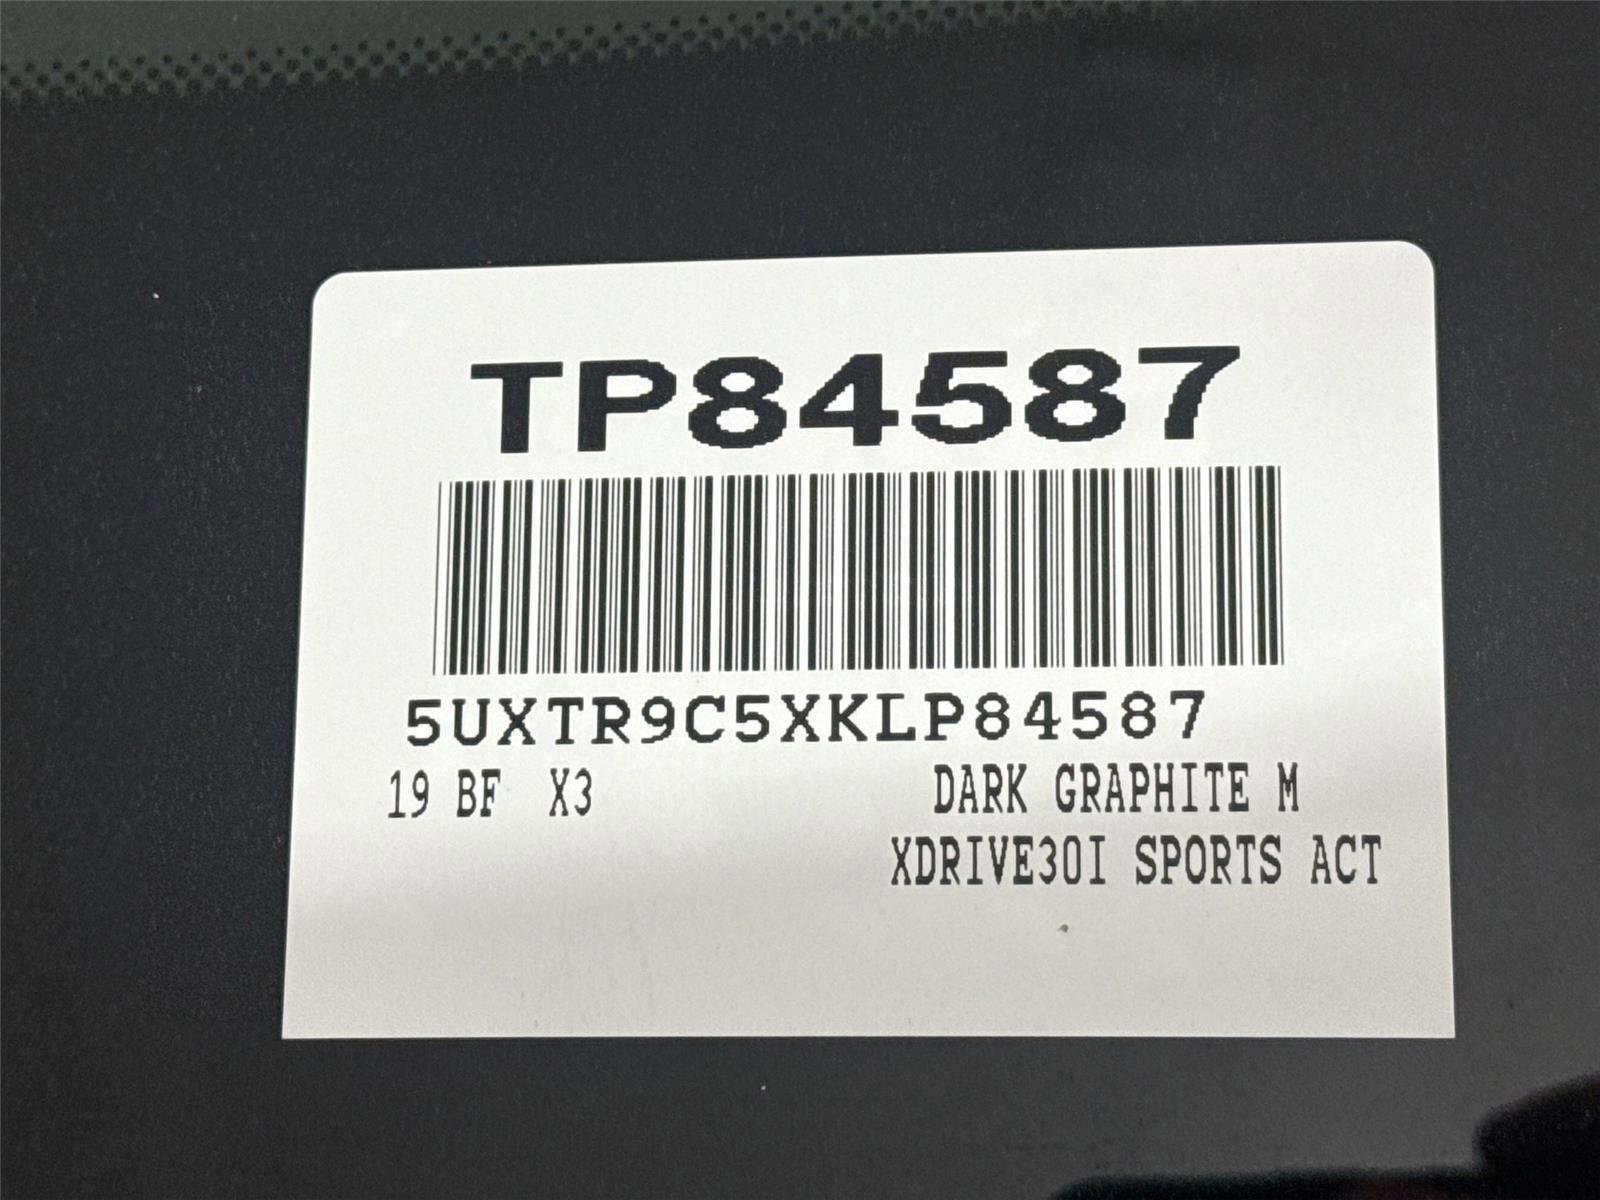 TP84587
5UXTR9C5XKLP84587
19 BF X3 DARK GRAPHITE M
XDRIVE30I SPORTS ACT